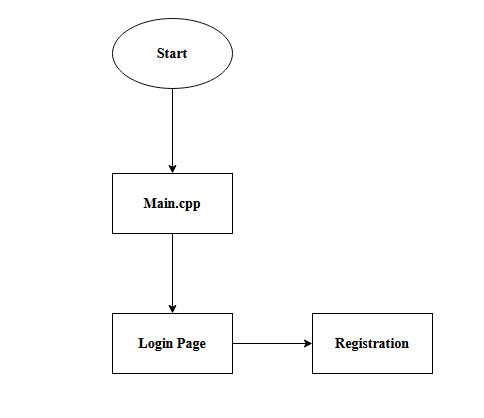 Start
Main.cpp
Login Page
Registration